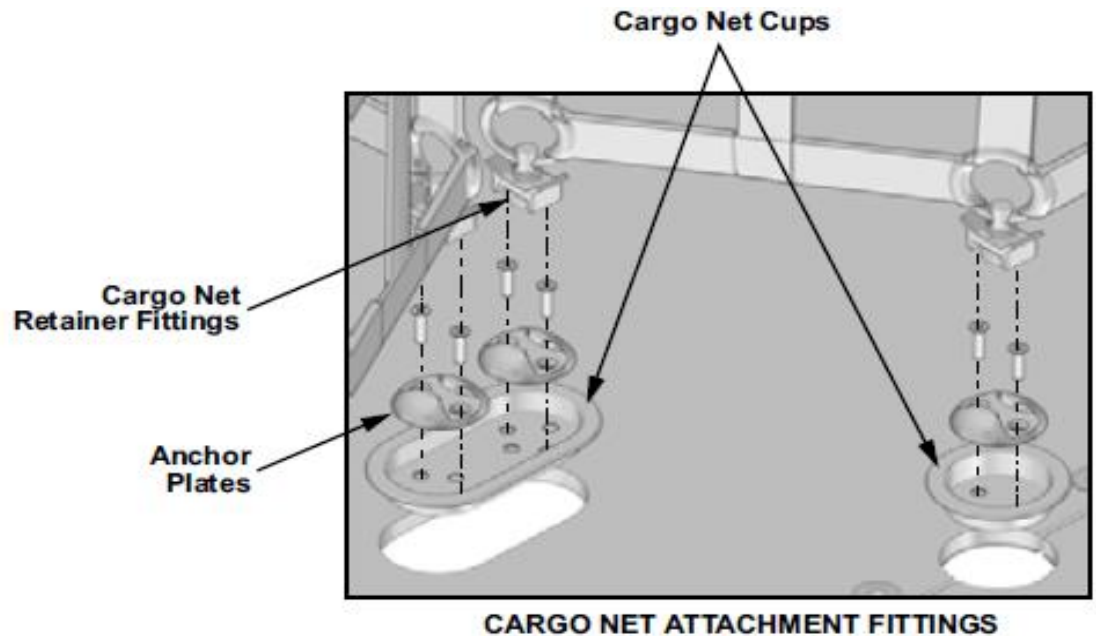 Cargo Net Cups
Cargo Net
Retainer Fittings
Anchor
Plates
CARGO NET ATTACHMENT FITTINGS